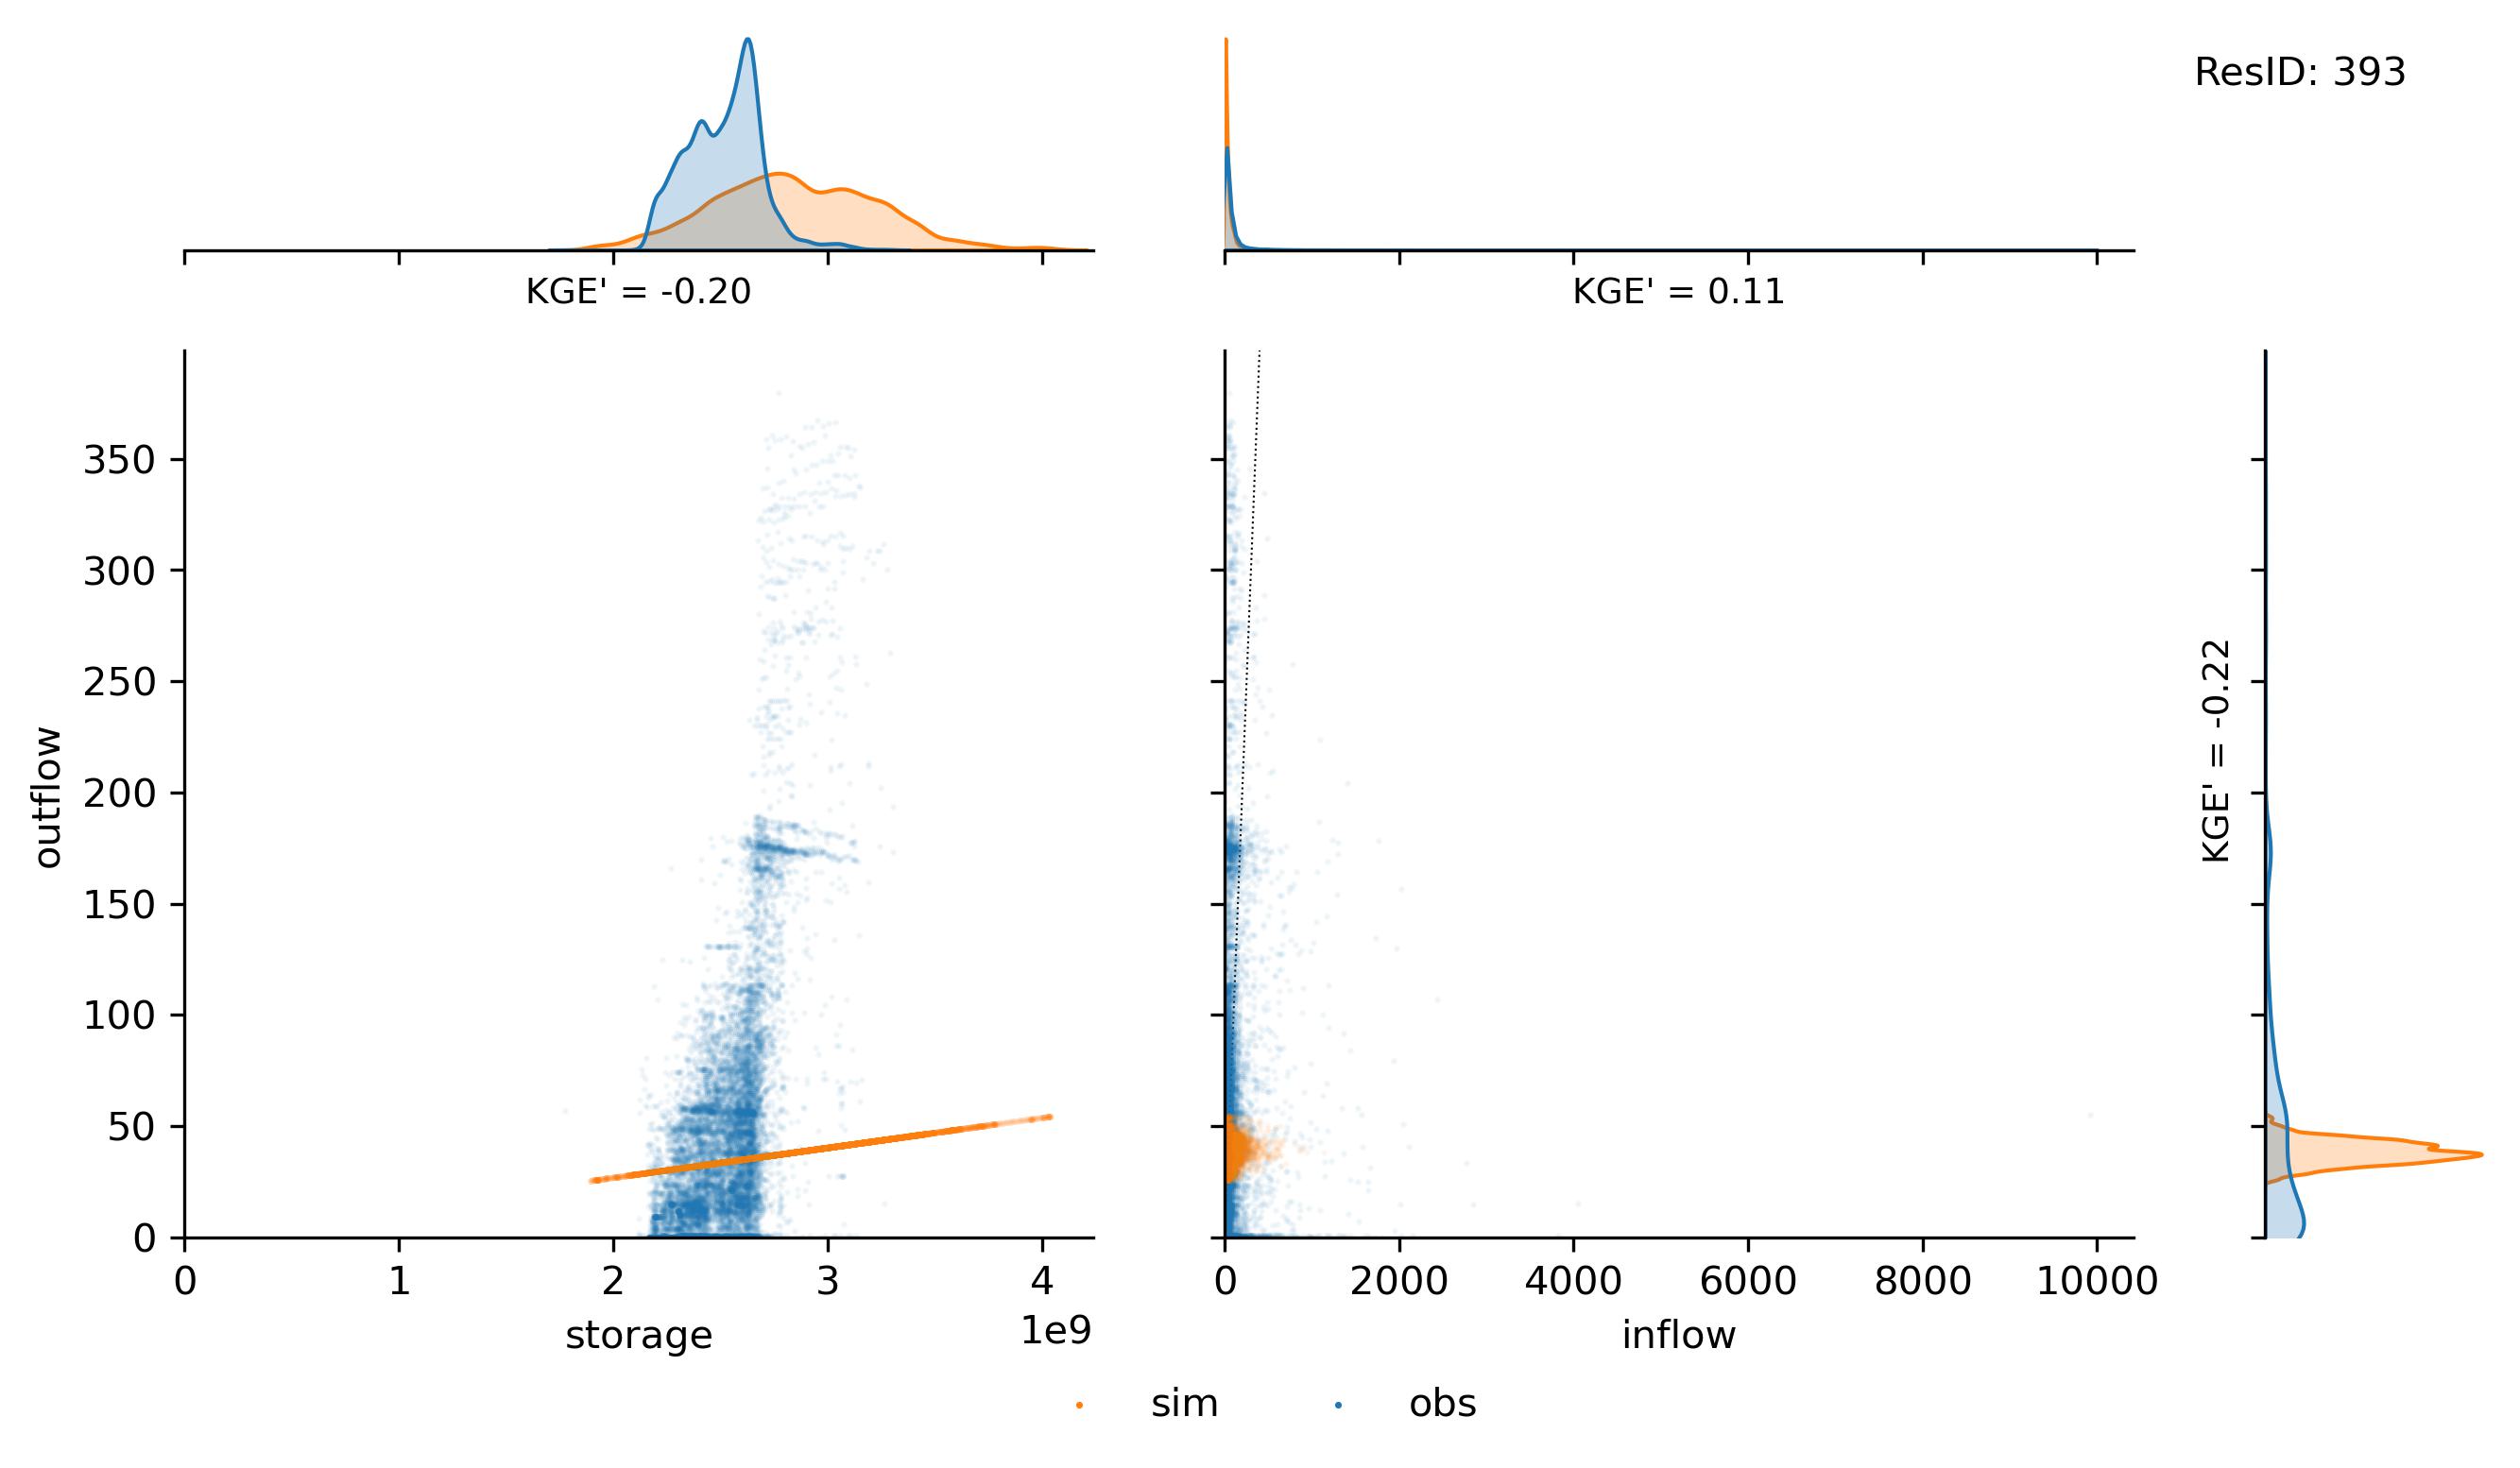 ResID: 393
KGE' = -0.20
KGE' = 0.11
outflow
350
300
250
200
150
100
50
0
KGE' = -0.22
0 1 2 3 4
1e9
storage
0 2000 4000 6000 8000 10000
inflow
sim obs